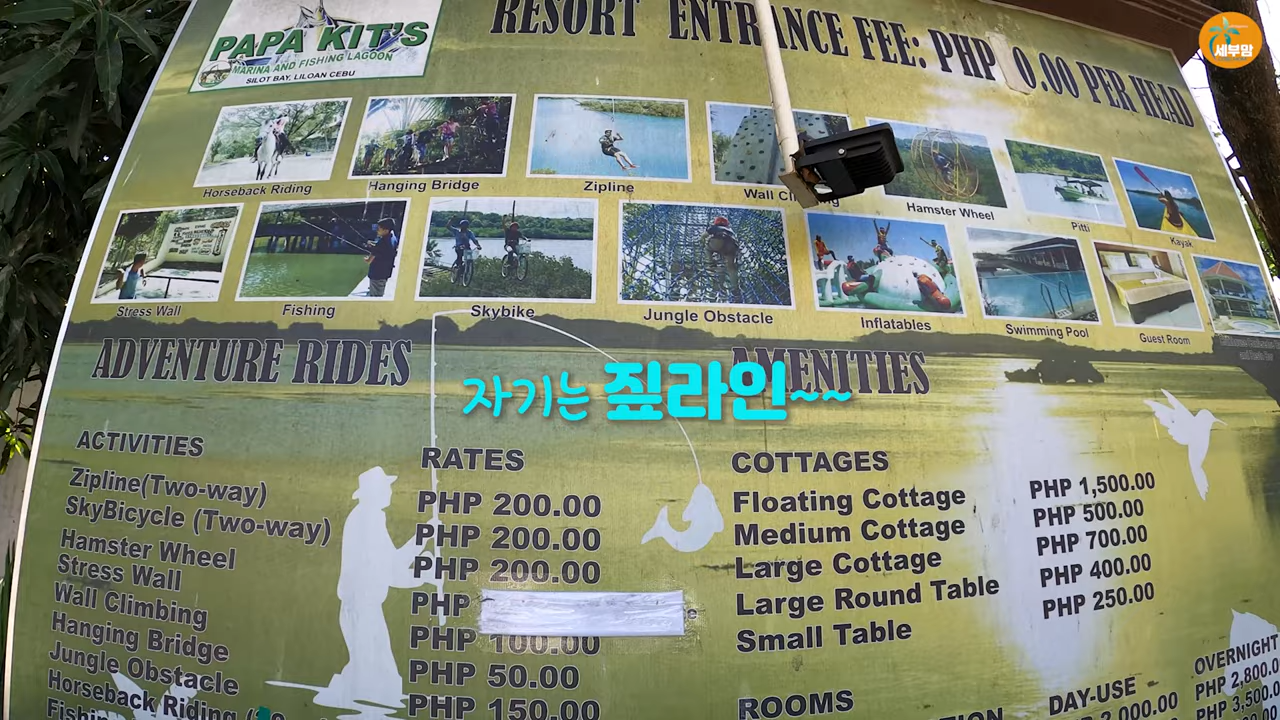 세부맘
PAPA KIT'S
MARINA AND FISHING LAGOON
SILOT BAY, LILOAN CEBU
RESORT ENTRANCE FEE: PHP 0.00 PER HEAD
Horseback Riding
Hanging Bridge
Zipline
Wall Climbing
Hamster Wheel
Pitti
Kayak
Stress Wall
Fishing
Skybike
Jungle Obstacle
Inflatables
Swimming Pool
Guest Room
자기는 짚라인~~
ADVENTURE RIDES
ACTIVITIES RATES
Zipline(Two-way) PHP 200.00
SkyBicycle (Two-way) PHP 200.00
Hamster Wheel PHP 200.00
Stress Wall PHP
Wall Climbing PHP 100.00
Hanging Bridge PHP 50.00
Jungle Obstacle PHP 150.00
Horseback Riding
Fishing
AMENITIES
COTTAGES
Floating Cottage PHP 1,500.00
Medium Cottage PHP 500.00
Large Cottage PHP 700.00
Large Round Table PHP 400.00
Small Table PHP 250.00
ROOMS DAY-USE OVERNIGHT
PHP 2,800.0
PHP 3,500.